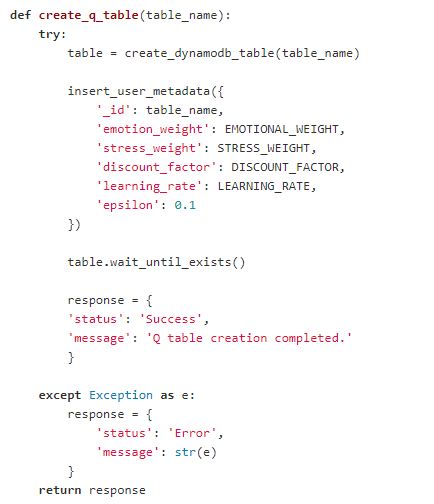 def create_q_table(table_name):
    try:
        table = create_dynamodb_table(table_name)

        insert_user_metadata({
            '_id': table_name,
            'emotion_weight': EMOTIONAL_WEIGHT,
            'stress_weight': STRESS_WEIGHT,
            'discount_factor': DISCOUNT_FACTOR,
            'learning_rate': LEARNING_RATE,
            'epsilon': 0.1
        })

        table.wait_until_exists()

        response = {
        'status': 'Success',
        'message': 'Q table creation completed.'
        }

    except Exception as e:
        response = {
            'status': 'Error',
            'message': str(e)
        }
    return response